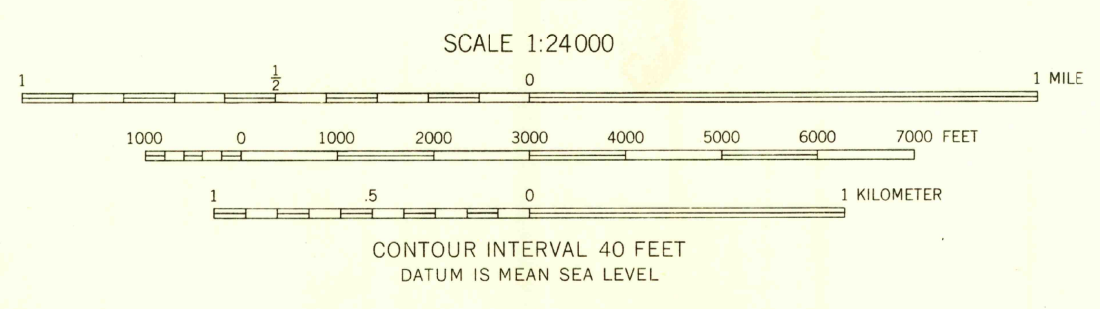 SCALE 1:24000
1 ½ 0 1 MILE
1000 0 1000 2000 3000 4000 5000 6000 7000 FEET
1 .5 0 1 KILOMETER
CONTOUR INTERVAL 40 FEET
DATUM IS MEAN SEA LEVEL